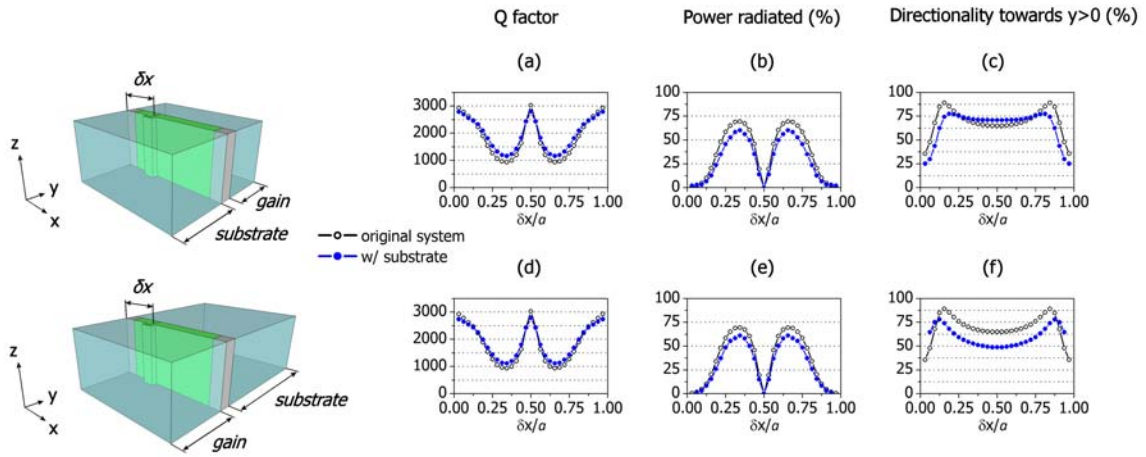 Q factor
Power radiated (%)
Directionality towards y>0 (%)
(a)
(b)
(c)
δx
z
y
x
gain
substrate
3000
2000
1000
0
0.00 0.25 0.50 0.75 1.00
δx/a
100
75
50
25
0
0.00 0.25 0.50 0.75 1.00
δx/a
100
75
50
25
0
0.00 0.25 0.50 0.75 1.00
δx/a
original system
w/ substrate
(d)
(e)
(f)
δx
z
y
x
substrate
gain
3000
2000
1000
0
0.00 0.25 0.50 0.75 1.00
δx/a
100
75
50
25
0
0.00 0.25 0.50 0.75 1.00
δx/a
100
75
50
25
0
0.00 0.25 0.50 0.75 1.00
δx/a